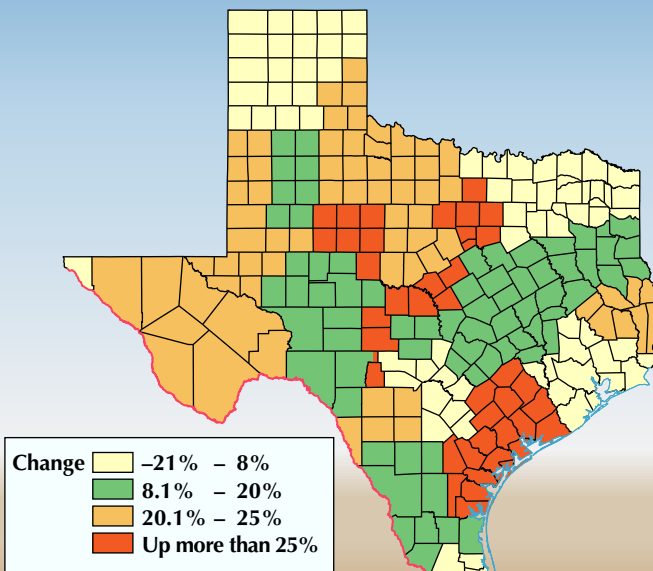 Change –21% – 8%
8.1% – 20%
20.1% – 25%
Up more than 25%